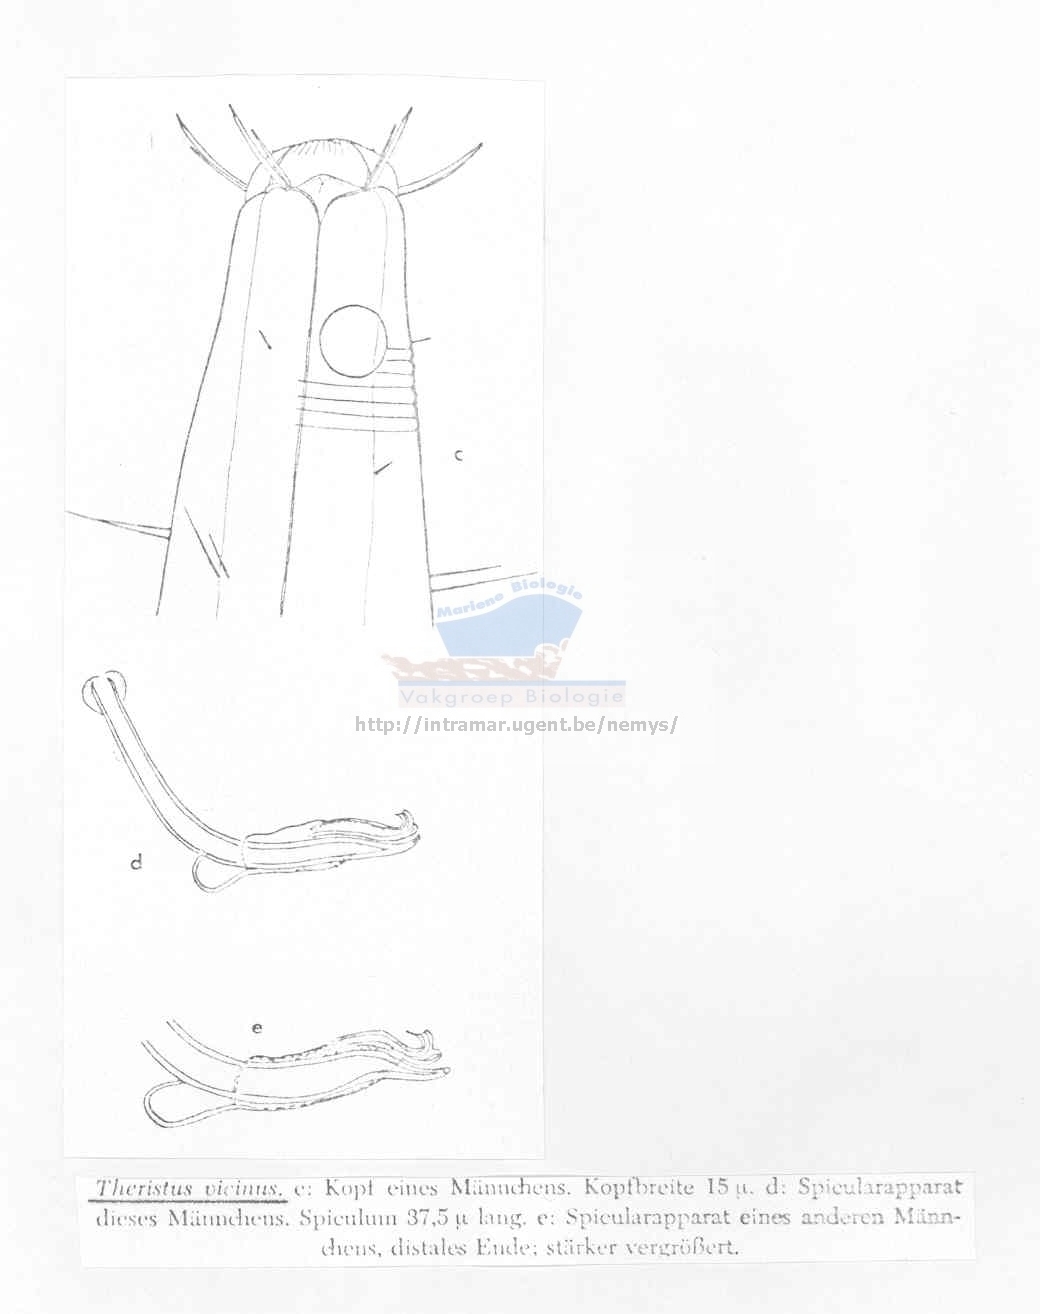 c
Mariene Biologie
Vakgroep Biologie
http://intramar.ugent.be/nemys/
d
e
Theristus vicinus. c: Kopf eines Männchens. Kopfbreite 15 µ. d: Spicularapparat
dieses Männchens. Spiculum 37,5 µ lang. e: Spicularapparat eines anderen Männ-
chens, distales Ende; stärker vergrößert.